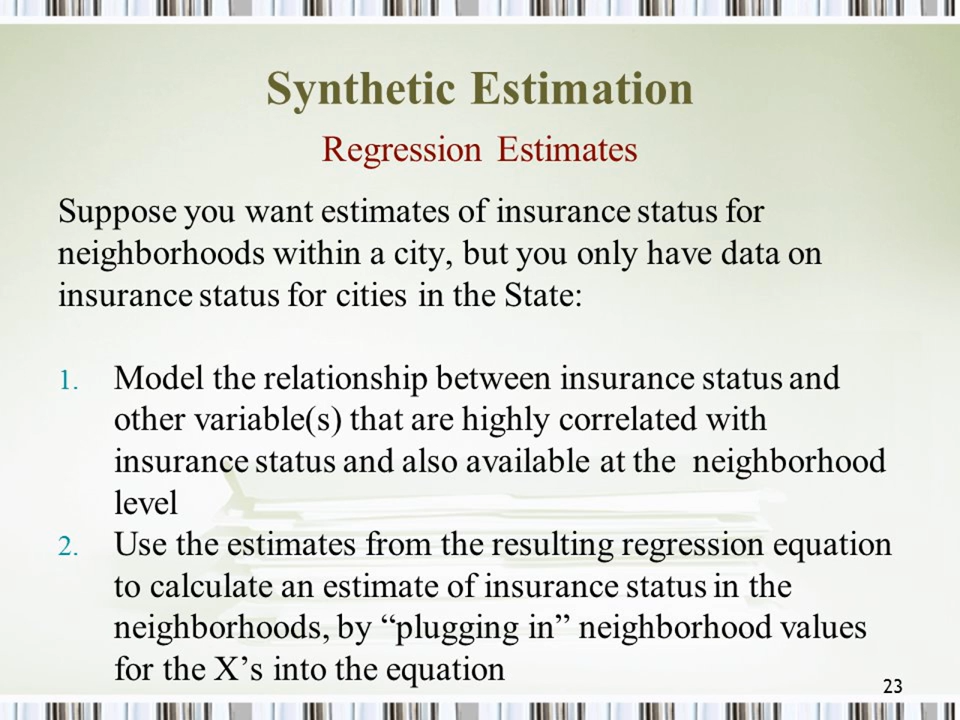 Synthetic Estimation
Regression Estimates
Suppose you want estimates of insurance status for
neighborhoods within a city, but you only have data on
insurance status for cities in the State:
1. Model the relationship between insurance status and
other variable(s) that are highly correlated with
insurance status and also available at the neighborhood
level
2. Use the estimates from the resulting regression equation
to calculate an estimate of insurance status in the
neighborhoods, by “plugging in” neighborhood values
for the X’s into the equation
23